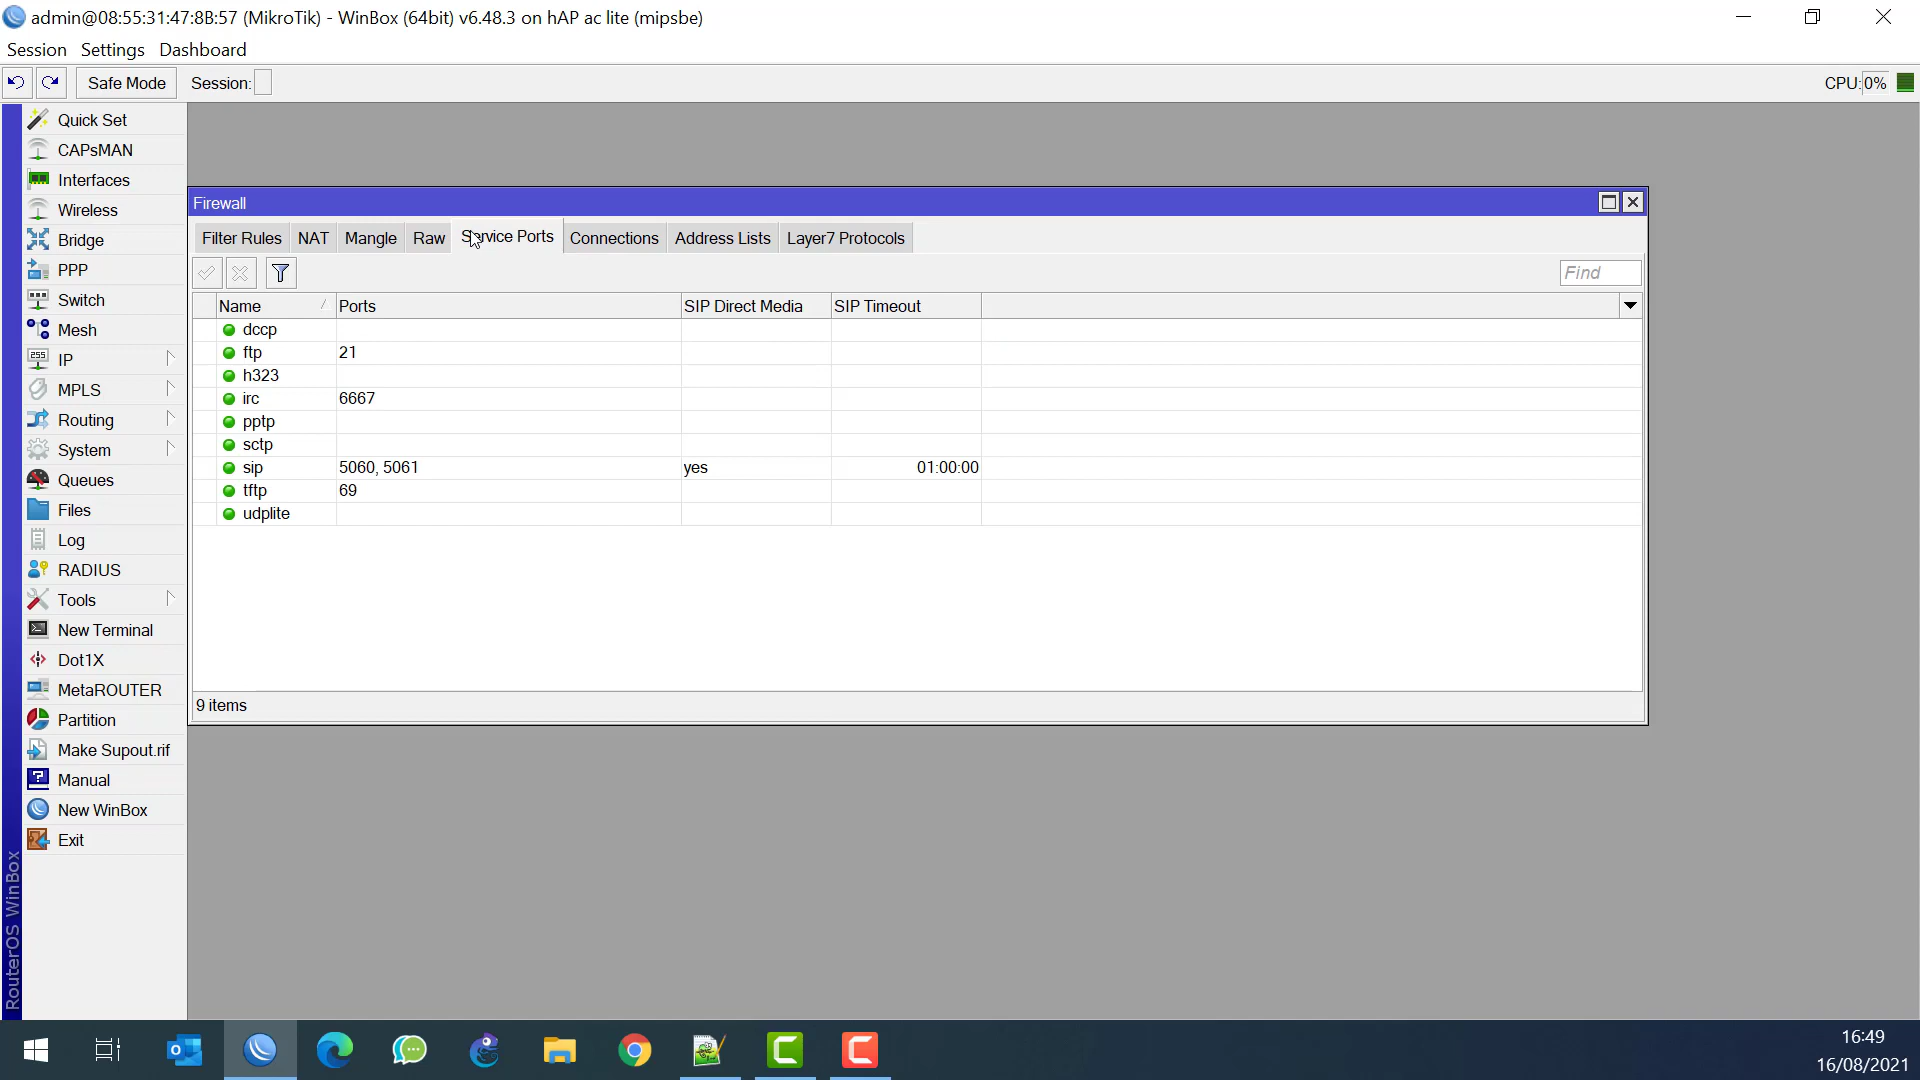 admin@08:55:31:47:8B:57 (MikroTik) - WinBox (64bit) v6.48.3 on hAP ac lite (mipsbe)
Session Settings Dashboard
Safe Mode Session: CPU:0%
Quick Set
CAPsMAN
Interfaces
Wireless
Bridge
PPP
Switch
Mesh
255
IP
MPLS
Routing
System
Queues
Files
Log
RADIUS
Tools
New Terminal
Dot1X
MetaROUTER
Partition
Make Supout.rif
Manual
New WinBox
Exit
RouterOS WinBox
Firewall
Filter Rules NAT Mangle Raw Service Ports Connections Address Lists Layer7 Protocols
Find
Name Ports SIP Direct Media SIP Timeout
dccp
ftp 21
h323
irc 6667
pptp
sctp
sip 5060, 5061 yes 01:00:00
tftp 69
udplite
9 items
16:49
16/08/2021